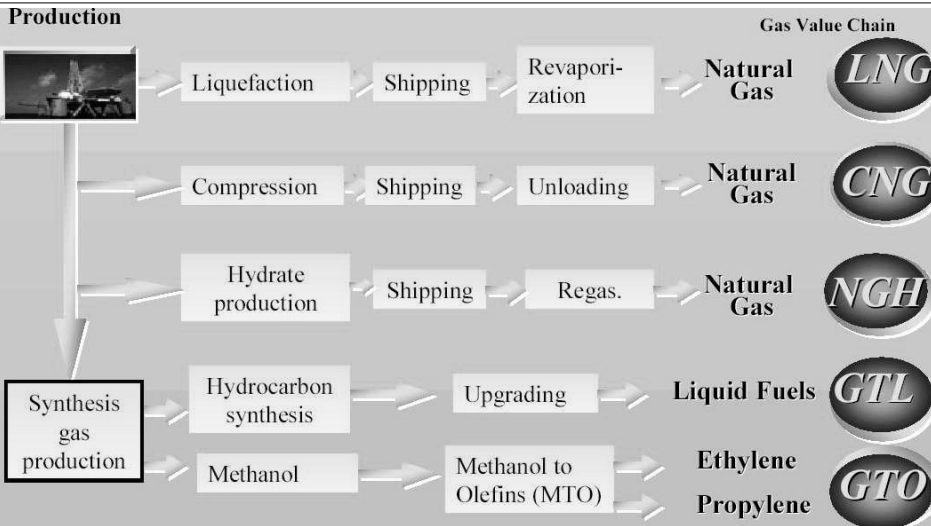 Production
Gas Value Chain
Liquefaction
Shipping
Revapori-
zation
Natural
Gas
LNG
Compression
Shipping
Unloading
Natural
Gas
CNG
Hydrate
production
Shipping
Regas.
Natural
Gas
NGH
Synthesis
gas
production
Hydrocarbon
synthesis
Upgrading
Liquid Fuels
GTL
Methanol
Methanol to
Olefins (MTO)
Ethylene
Propylene
GTO